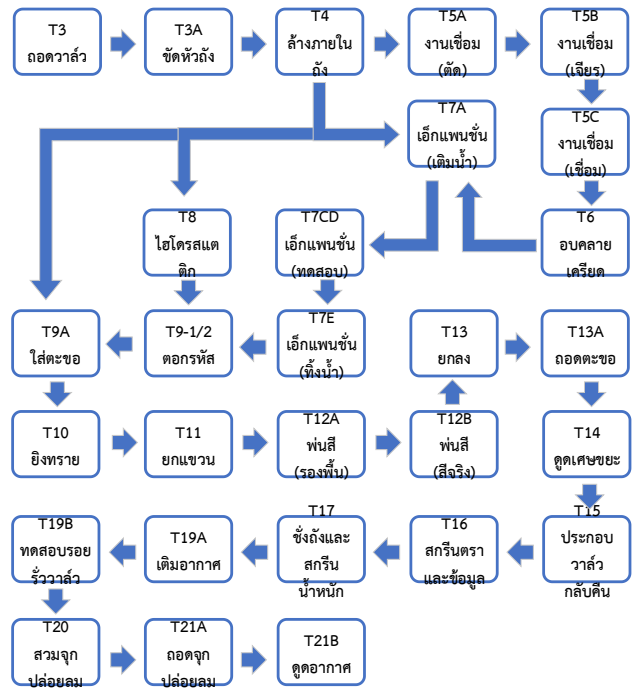 T3
ถอดวาล์ว
T3A
ขัดหัวถัง
T4
ล้างภายใน
ถัง
T5A
งานเชื่อม
(ตัด)
T5B
งานเชื่อม
(เจียร)
T7A
เอ็กแพนชั่น
(เติมน้ำ)
T5C
งานเชื่อม
(เชื่อม)
T8
ไฮโดรสแต
ติก
T7CD
เอ็กแพนชั่น
(ทดสอบ)
T6
อบคลาย
เครียด
T9A
ใส่ตะขอ
T9-1/2
ตอกรหัส
T7E
เอ็กแพนชั่น
(ทิ้งน้ำ)
T13
ยกลง
T13A
ถอดตะขอ
T10
ยิงทราย
T11
ยกแขวน
T12A
พ่นสี
(รองพื้น)
T12B
พ่นสี
(สีจริง)
T14
ดูดเศษขยะ
T19B
ทดสอบรอย
รั่ววาล์ว
T19A
เติมอากาศ
T17
ชั่งถังและ
สกรีน
น้ำหนัก
T16
สกรีนตรา
และข้อมูล
T15
ประกอบ
วาล์ว
กลับคืน
T20
สวมจุก
ปล่อยลม
T21A
ถอดจุก
ปล่อยลม
T21B
ดูดอากาศ